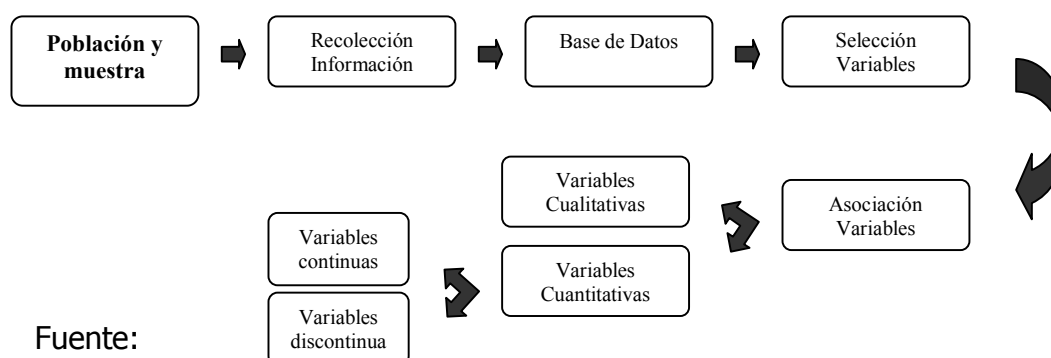 Población y
muestra
Recolección
Información
Base de Datos
Selección
Variables
Variables
Cualitativas
Asociación
Variables
Variables
continuas
Variables
Cuantitativas
Variables
discontinua
Fuente: